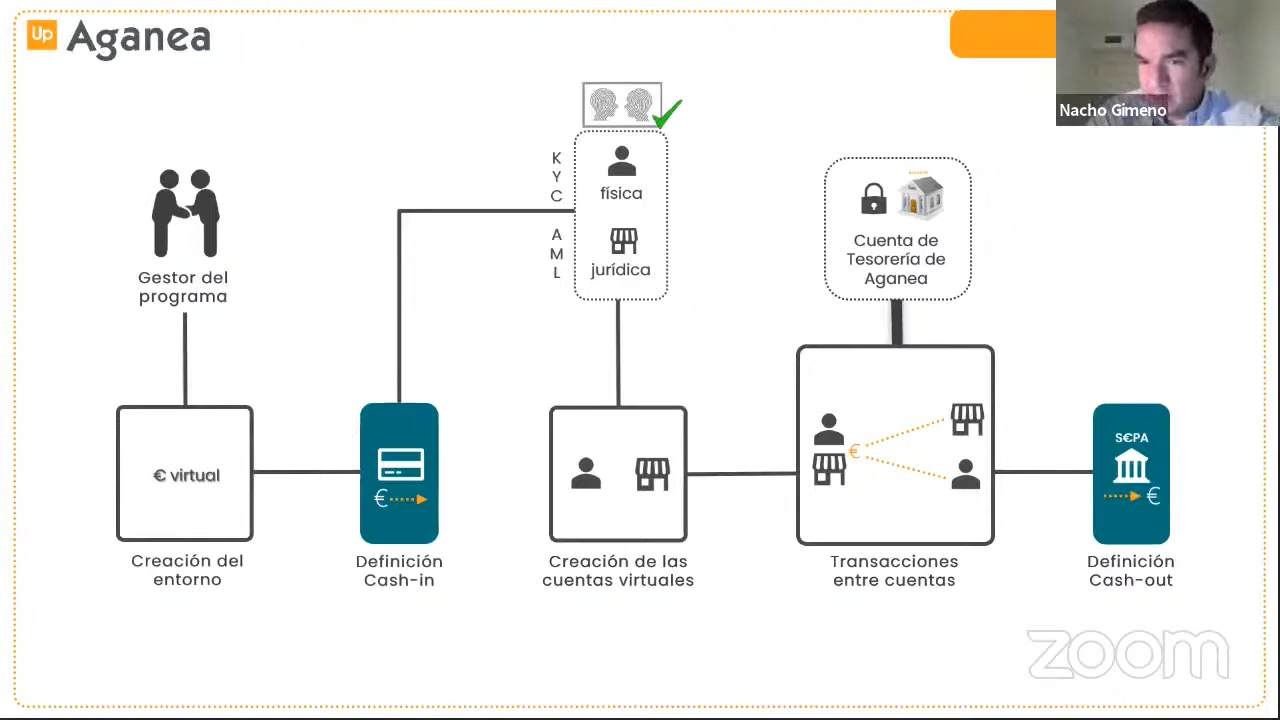 Up Aganea
Nacho Gimeno
K
Y
C
física
A
M
L
jurídica
Gestor del
programa
Cuenta de
Tesorería de
Aganea
€ virtual
€
€
S€PA
€
Creación del
entorno
Definición
Cash-in
Creación de las
cuentas virtuales
Transacciones
entre cuentas
Definición
Cash-out
zoom